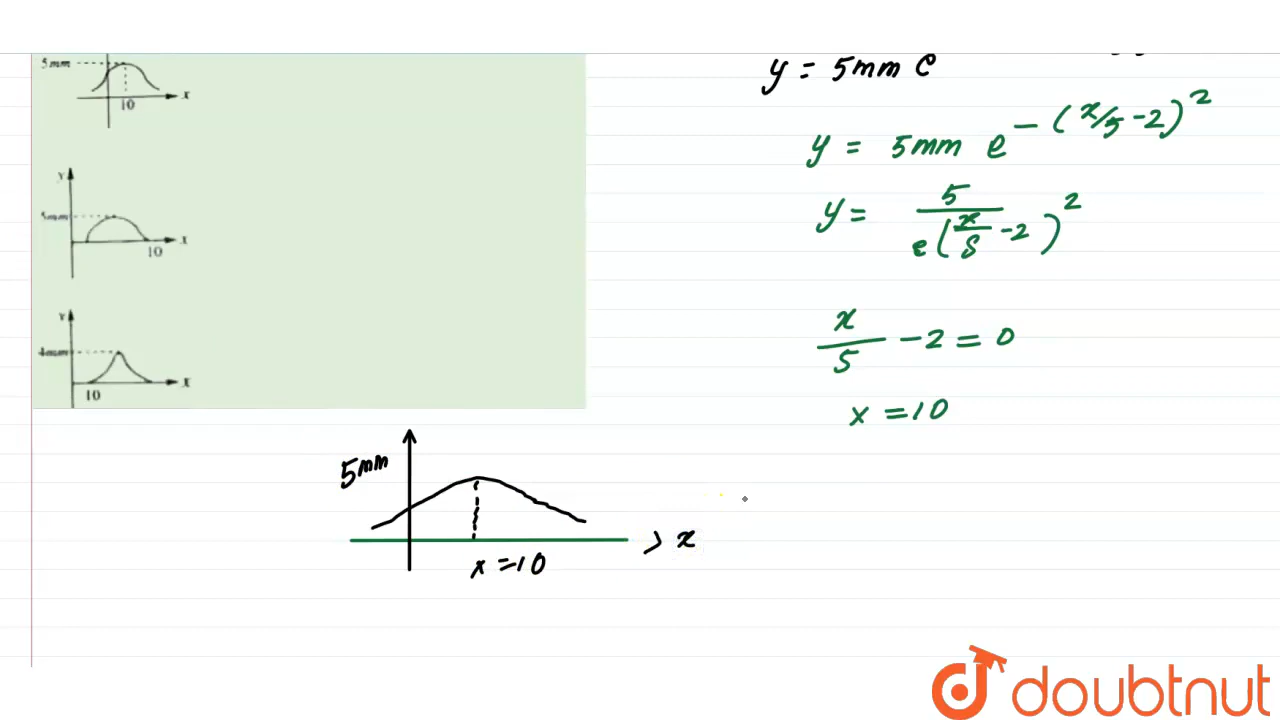 5mm
10 X
Y
5mm
10 X
Y
4mm
10 X
y = 5mm e
y = 5mm e^-(x/5 -2)^2
y = 5/e(x/5 -2)^2
x/5 -2 = 0
x = 10
5mm
x = 10
> x
doubtnut